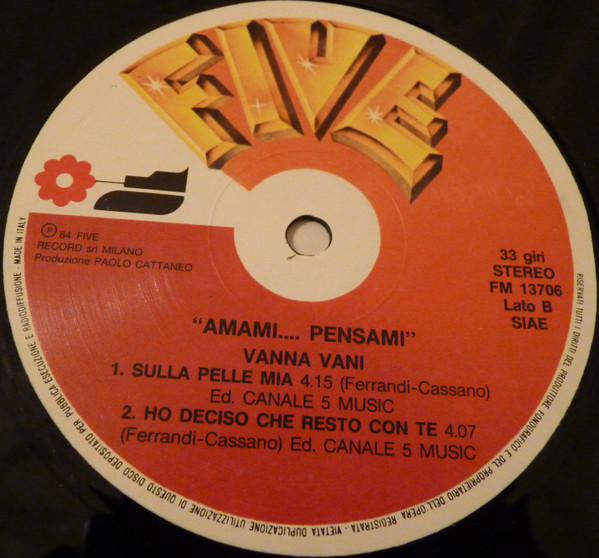 FIVE
Ⓟ 84 FIVE
RECORD srl MILANO
Produzione PAOLO CATTANEO
33 giri
STEREO
FM 13706
Lato B
SIAE
"AMAMI.... PENSAMI"
VANNA VANI
1. SULLA PELLE MIA 4.15 (Ferrandi-Cassano)
Ed. CANALE 5 MUSIC
2. HO DECISO CHE RESTO CON TE 4.07
(Ferrandi-Cassano) Ed. CANALE 5 MUSIC
RISERVATI TUTTI I DIRITTI DEL PRODUTTORE FONOGRAFICO E DEL PROPRIETARIO DELL'OPERA REGISTRATA - VIETATA DUPLICAZIONE UTILIZZAZIONE DI QUESTO DISCO DEPOSITATO PER PUBBLICA ESECUZIONE E RADIODIFFUSIONE - MADE IN ITALY